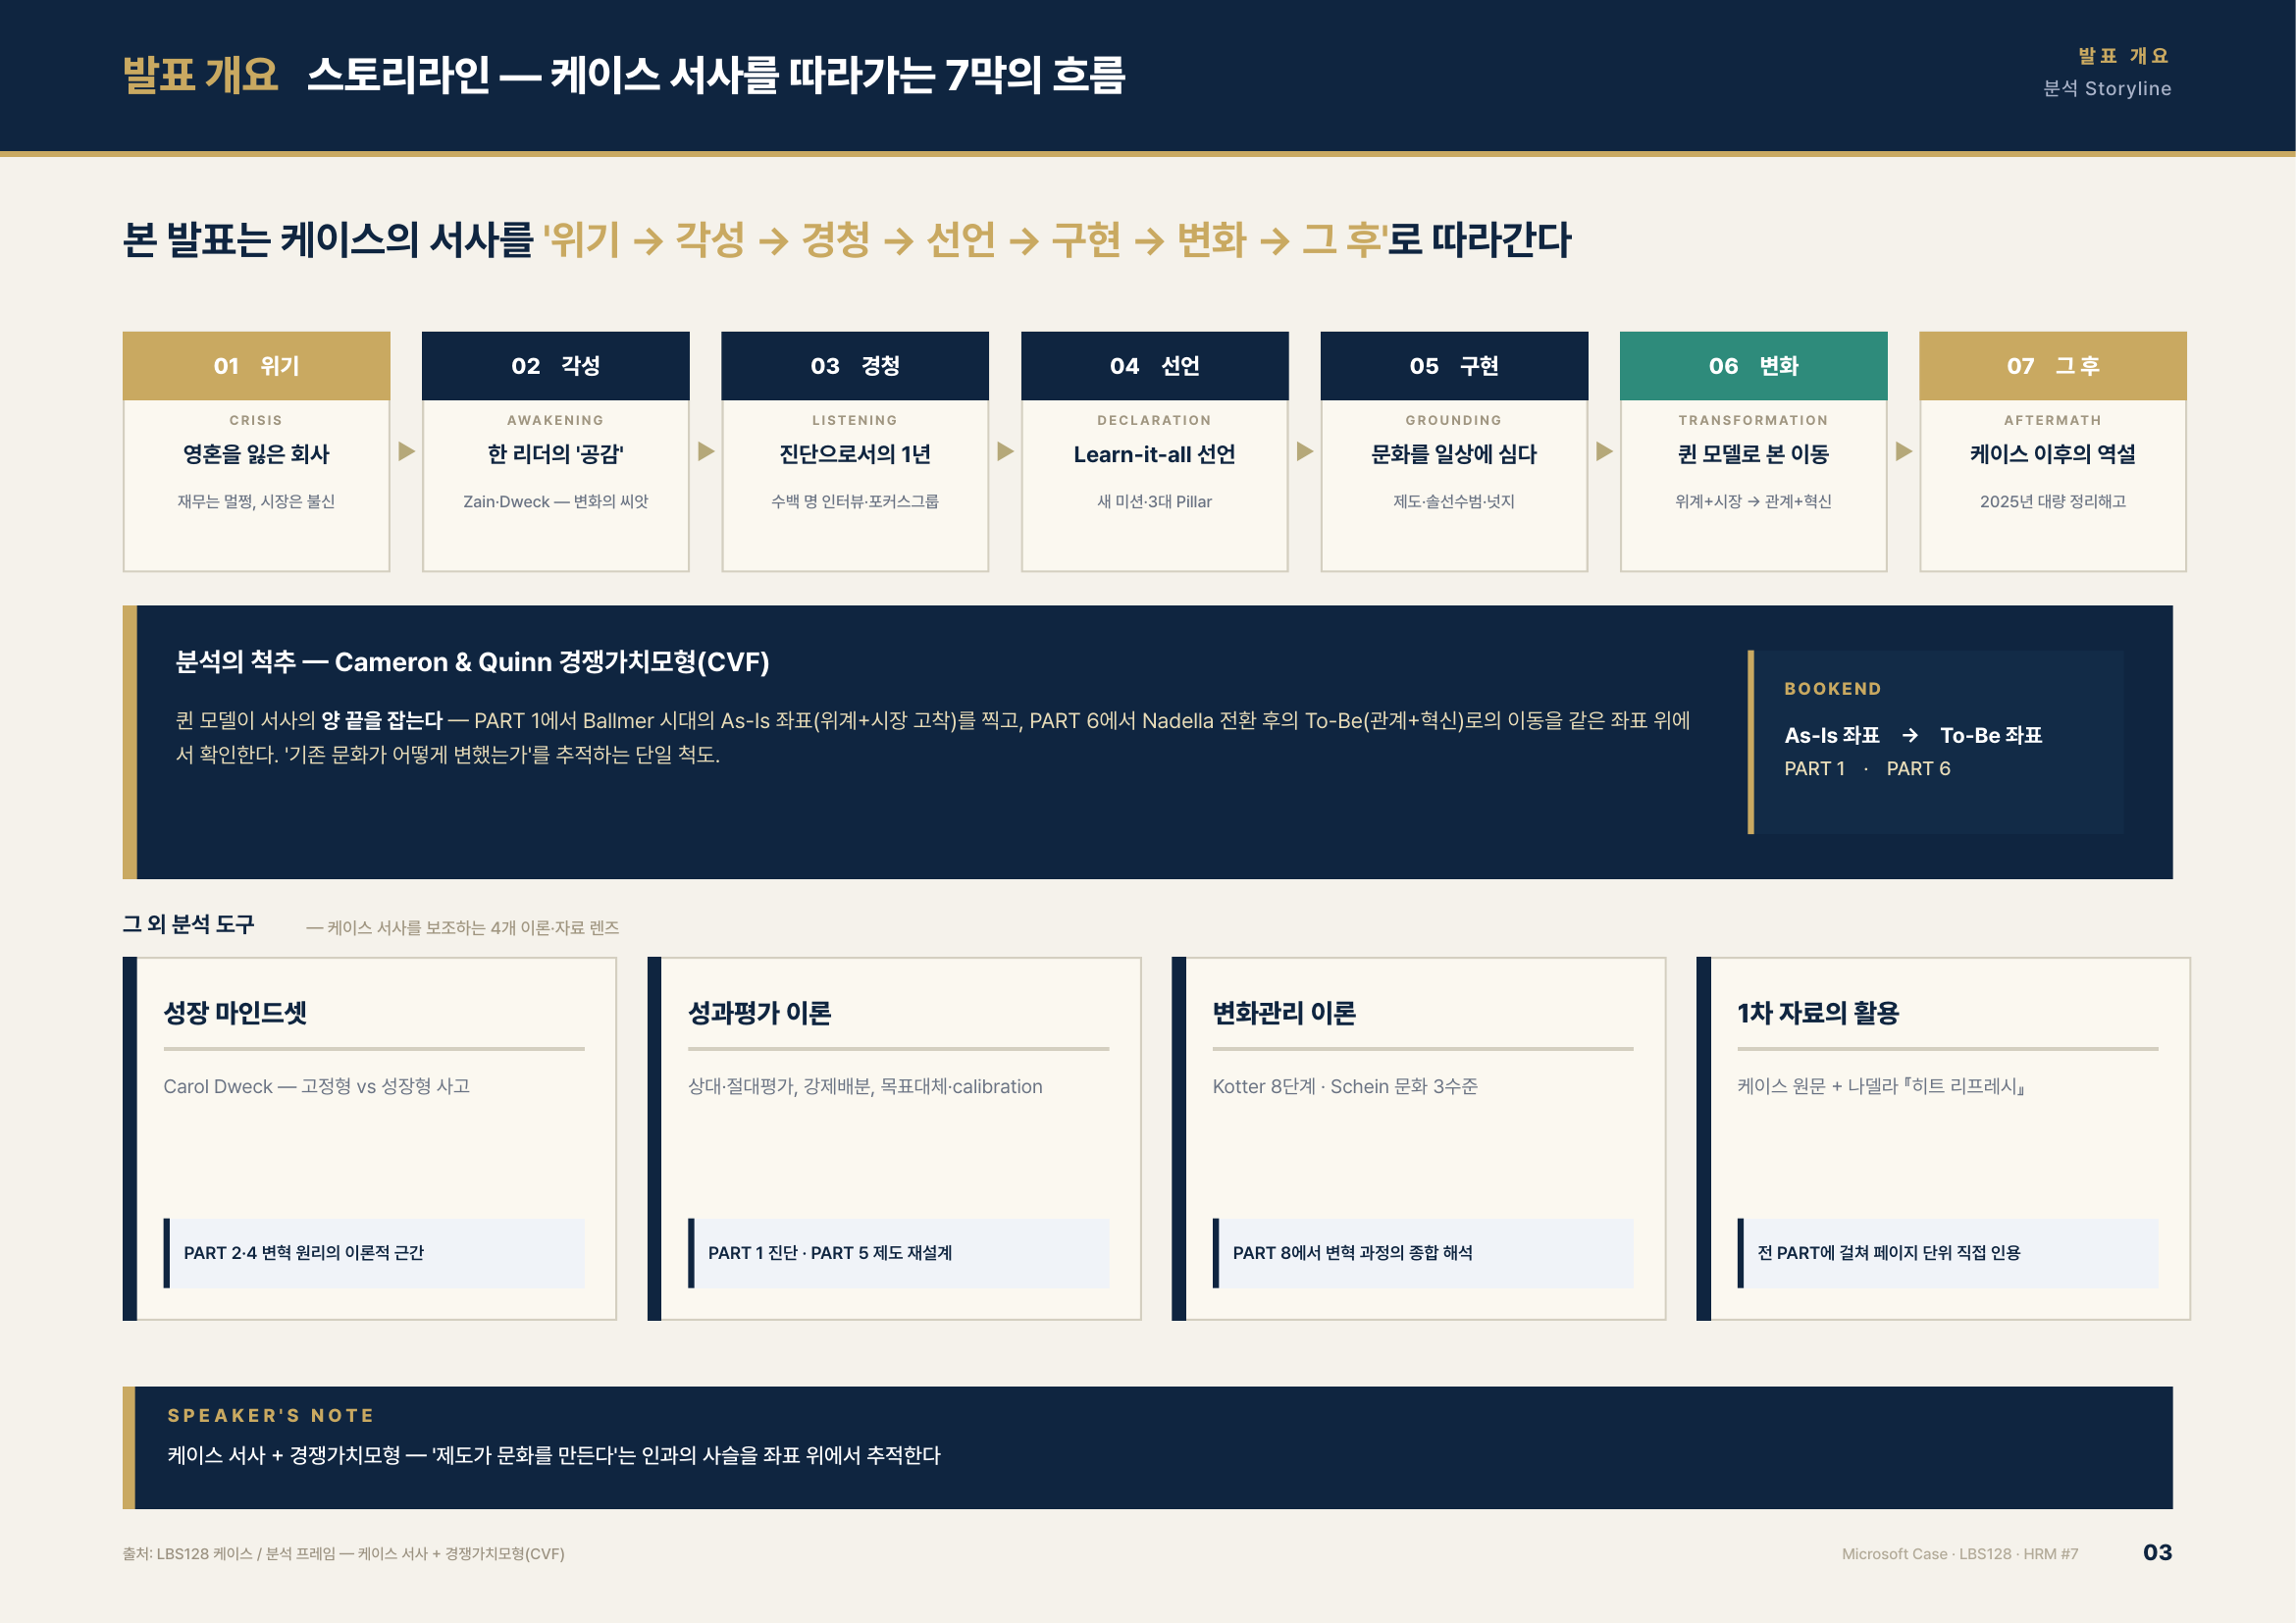 발표 개요 스토리라인 — 케이스 서사를 따라가는 7막의 흐름
발표 개요
분석 Storyline
본 발표는 케이스의 서사를 '위기 → 각성 → 경청 → 선언 → 구현 → 변화 → 그 후'로 따라간다
01 위기
CRISIS
영혼을 잃은 회사
재무는 멀쩡, 시장은 불신
▶
02 각성
AWAKENING
한 리더의 '공감'
Zain·Dweck — 변화의 씨앗
▶
03 경청
LISTENING
진단으로서의 1년
수백 명 인터뷰·포커스그룹
▶
04 선언
DECLARATION
Learn-it-all 선언
새 미션·3대 Pillar
▶
05 구현
GROUNDING
문화를 일상에 심다
제도·솔선수범·넛지
▶
06 변화
TRANSFORMATION
퀸 모델로 본 이동
위계+시장 → 관계+혁신
▶
07 그 후
AFTERMATH
케이스 이후의 역설
2025년 대량 정리해고
분석의 척추 — Cameron & Quinn 경쟁가치모형(CVF)
퀸 모델이 서사의 양 끝을 잡는다 — PART 1에서 Ballmer 시대의 As-Is 좌표(위계+시장 고착)를 찍고, PART 6에서 Nadella 전환 후의 To-Be(관계+혁신)로의 이동을 같은 좌표 위에
서 확인한다. '기존 문화가 어떻게 변했는가'를 추적하는 단일 척도.
BOOKEND
As-Is 좌표 → To-Be 좌표
PART 1 · PART 6
그 외 분석 도구 — 케이스 서사를 보조하는 4개 이론·자료 렌즈
성장 마인드셋
Carol Dweck — 고정형 vs 성장형 사고
PART 2·4 변혁 원리의 이론적 근간
성과평가 이론
상대·절대평가, 강제배분, 목표대체·calibration
PART 1 진단 · PART 5 제도 재설계
변화관리 이론
Kotter 8단계 · Schein 문화 3수준
PART 8에서 변혁 과정의 종합 해석
1차 자료의 활용
케이스 원문 + 나델라 『히트 리프레시』
전 PART에 걸쳐 페이지 단위 직접 인용
SPEAKER'S NOTE
케이스 서사 + 경쟁가치모형 — '제도가 문화를 만든다'는 인과의 사슬을 좌표 위에서 추적한다
출처: LBS128 케이스 / 분석 프레임 — 케이스 서사 + 경쟁가치모형(CVF)
Microsoft Case · LBS128 · HRM #7 03